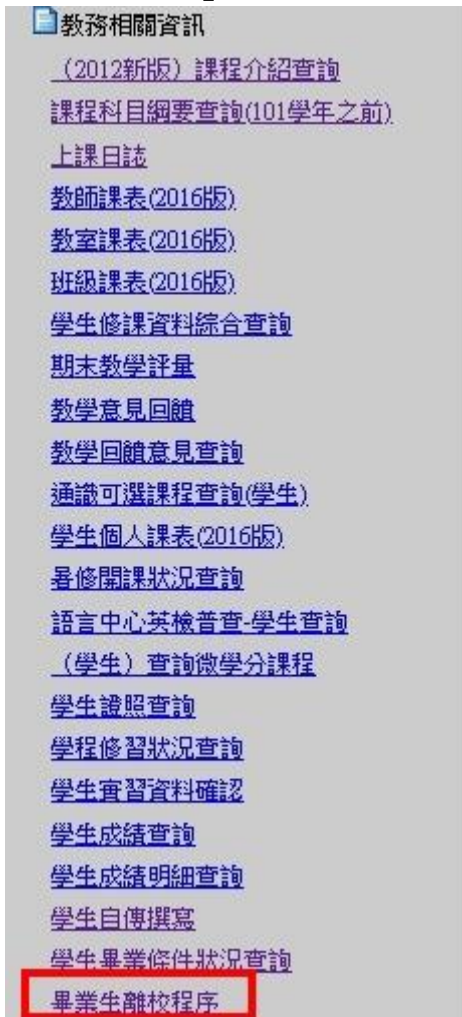 教務相關資訊
（2012新版）課程介紹查詢
課程科目綱要查詢(101學年之前)
上課日誌
教師課表(2016版)
教室課表(2016版)
班級課表(2016版)
學生修課資料綜合查詢
期末教學評量
教學意見回饋
教學回饋意見查詢
通識可選課程查詢(學生)
學生個人課表(2016版)
暑修開課狀況查詢
語言中心英檢普查-學生查詢
（學生）查詢微學分課程
學生證照查詢
學程修習狀況查詢
學生實習資料確認
學生成績查詢
學生成績明細查詢
學生自傳撰寫
學生畢業條件狀況查詢
畢業生離校程序